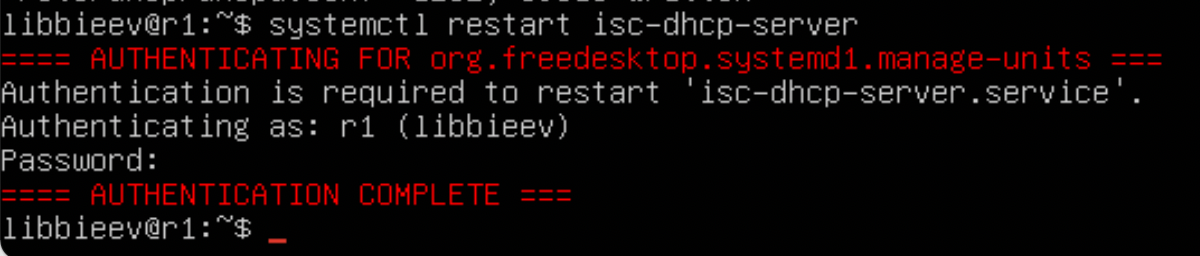 libbieev@r1:~$ systemctl restart isc-dhcp-server
==== AUTHENTICATING FOR org.freedesktop.systemd1.manage-units ===
Authentication is required to restart 'isc-dhcp-server.service'.
Authenticating as: r1 (libbieev)
Password:
==== AUTHENTICATION COMPLETE ===
libbieev@r1:~$ _